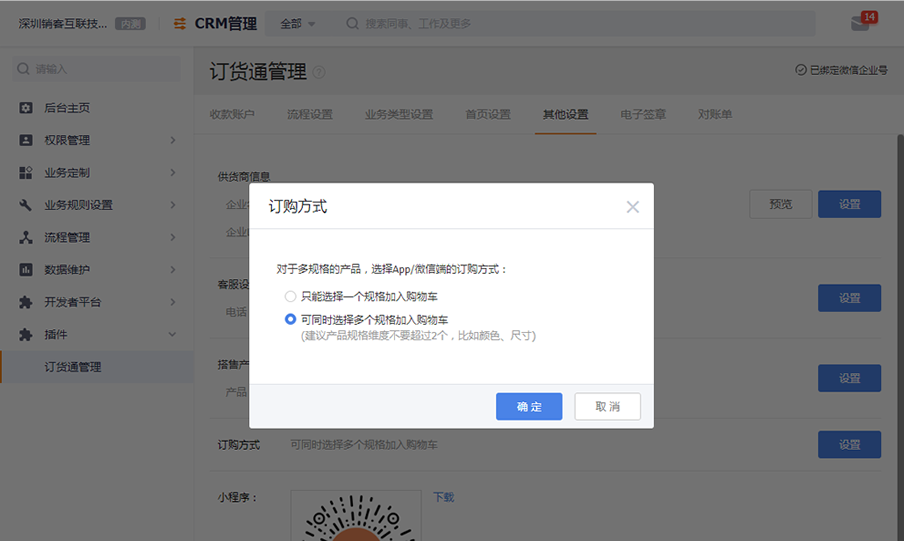 深圳销客互联技... 内测 CRM管理 全部 搜索同事、工作及更多 14
请输入
订货通管理
已绑定微信企业号
后台主页
权限管理
业务定制
业务规则设置
流程管理
数据维护
开发者平台
插件
订货通管理
收款账户 流程设置 业务类型设置 首页设置 其他设置 电子签章 对账单
供货商信息
企业
预览 设置
企业
客服设
电话
设置
搭售产
产品
设置
订购方式 可同时选择多个规格加入购物车 设置
小程序： 下载
订购方式
对于多规格的产品，选择App/微信端的订购方式：
只能选择一个规格加入购物车
可同时选择多个规格加入购物车
(建议产品规格维度不要超过2个，比如颜色、尺寸)
确定 取消